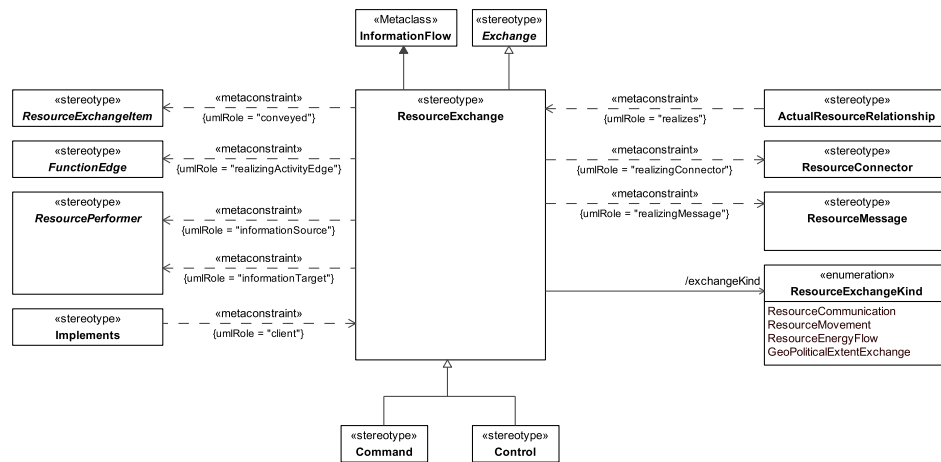 «Metaclass»
InformationFlow
«stereotype»
Exchange
«stereotype»
ResourceExchangeItem
«metaconstraint»
{umlRole = "conveyed"}
«stereotype»
ResourceExchange
«metaconstraint»
{umlRole = "realizes"}
«stereotype»
ActualResourceRelationship
«stereotype»
FunctionEdge
«metaconstraint»
{umlRole = "realizingActivityEdge"}
«metaconstraint»
{umlRole = "realizingConnector"}
«stereotype»
ResourceConnector
«stereotype»
ResourcePerformer
«metaconstraint»
{umlRole = "informationSource"}
«metaconstraint»
{umlRole = "realizingMessage"}
«stereotype»
ResourceMessage
«metaconstraint»
{umlRole = "informationTarget"}
/exchangeKind
«enumeration»
ResourceExchangeKind
ResourceCommunication
ResourceMovement
ResourceEnergyFlow
GeoPoliticalExtentExchange
«stereotype»
Implements
«metaconstraint»
{umlRole = "client"}
«stereotype»
Command
«stereotype»
Control